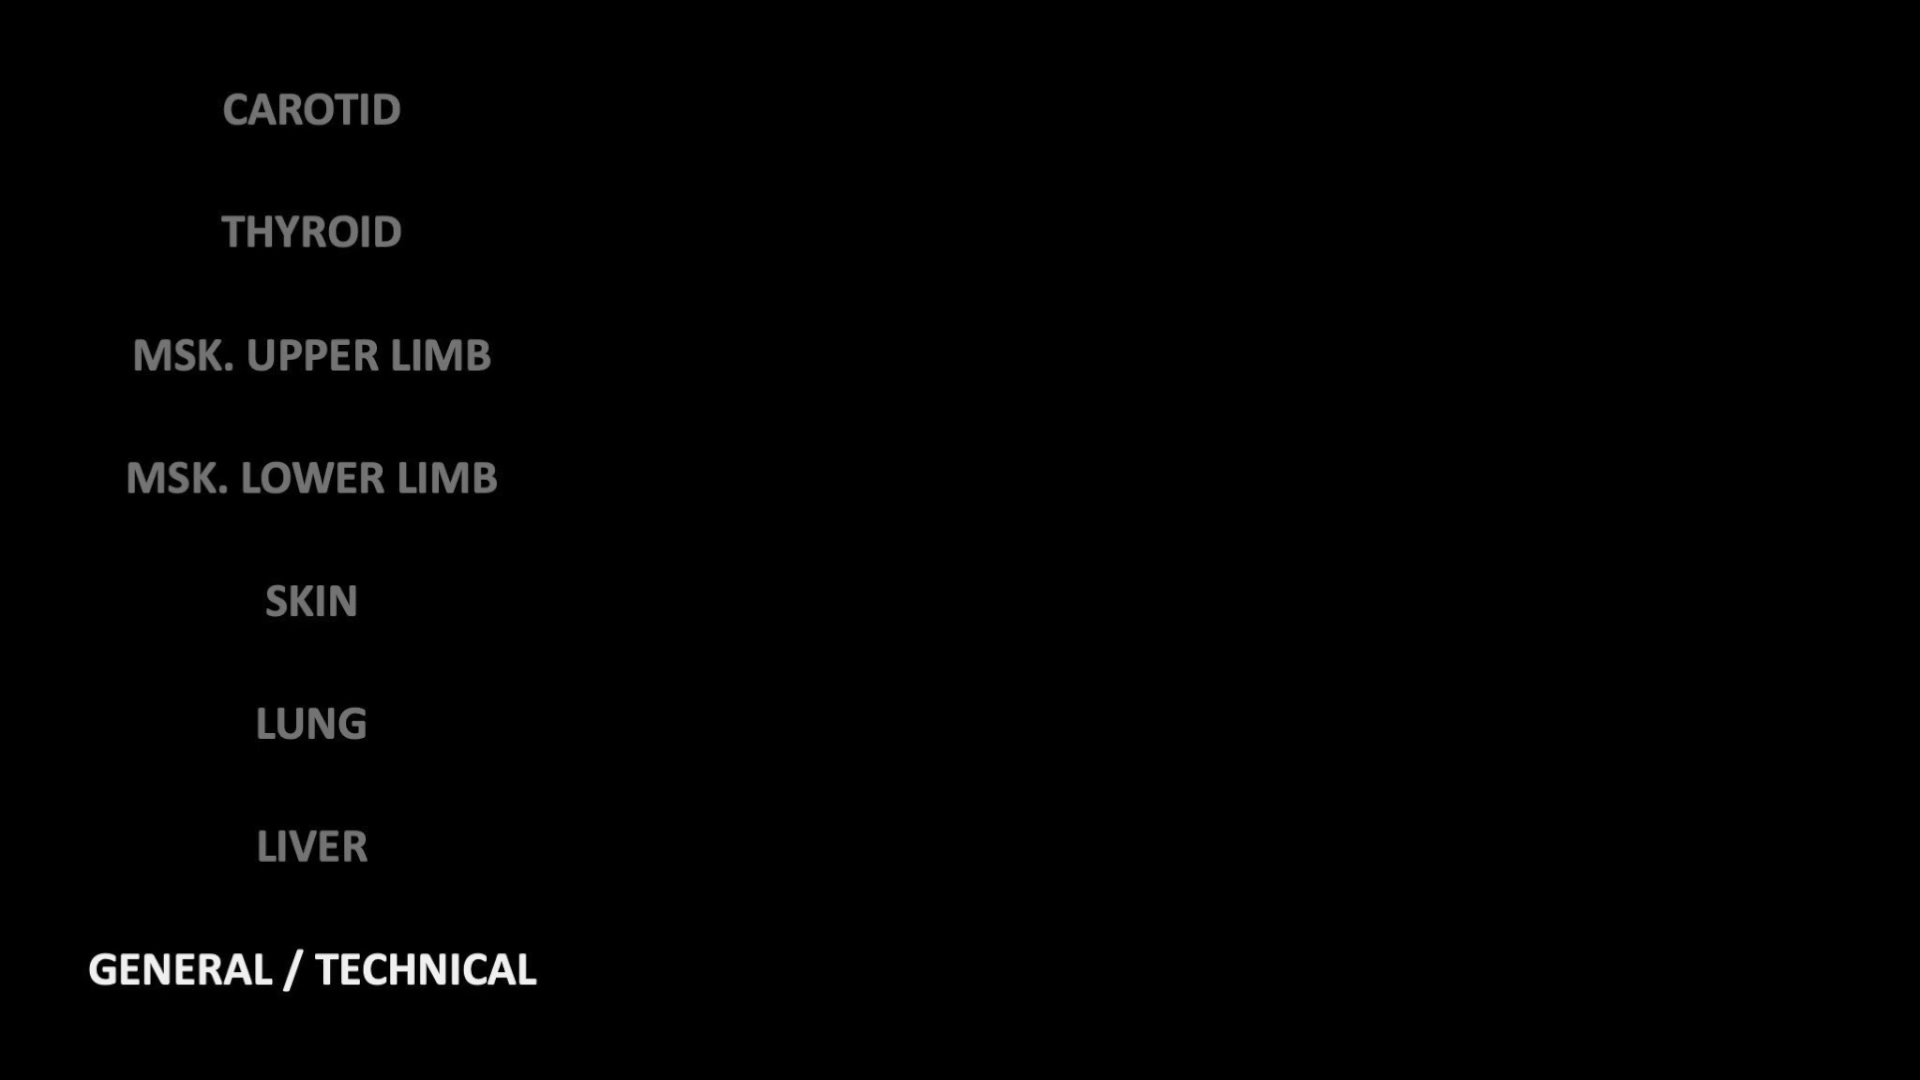 CAROTID
THYROID
MSK. UPPER LIMB
MSK. LOWER LIMB
SKIN
LUNG
LIVER
GENERAL / TECHNICAL